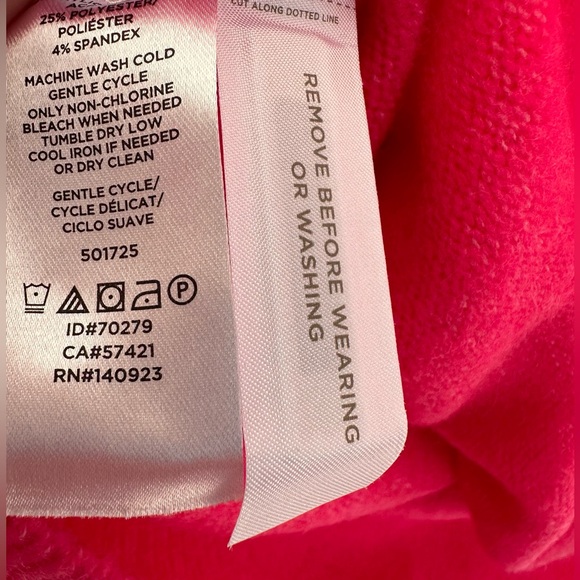 25% POLYESTER/
POLIÉSTER
4% SPANDEX
MACHINE WASH COLD
GENTLE CYCLE
ONLY NON-CHLORINE
BLEACH WHEN NEEDED
TUMBLE DRY LOW
COOL IRON IF NEEDED
OR DRY CLEAN
GENTLE CYCLE/
CYCLE DÉLICAT/
CICLO SUAVE
501725
P
ID#70279
CA#57421
RN#140923
CUT ALONG DOTTED LINE
REMOVE BEFORE WEARING
OR WASHING